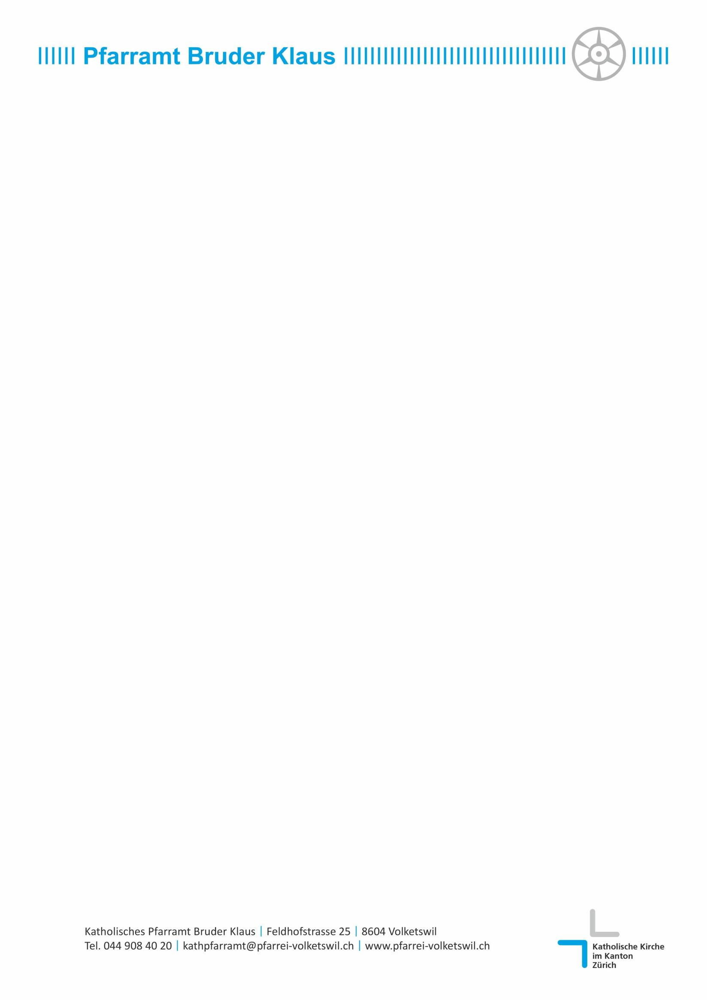 Pfarramt Bruder Klaus
Katholisches Pfarramt Bruder Klaus | Feldhofstrasse 25 | 8604 Volketswil
Tel. 044 908 40 20 | kathpfarramt@pfarrei-volketswil.ch | www.pfarrei-volketswil.ch
Katholische Kirche
im Kanton
Zürich